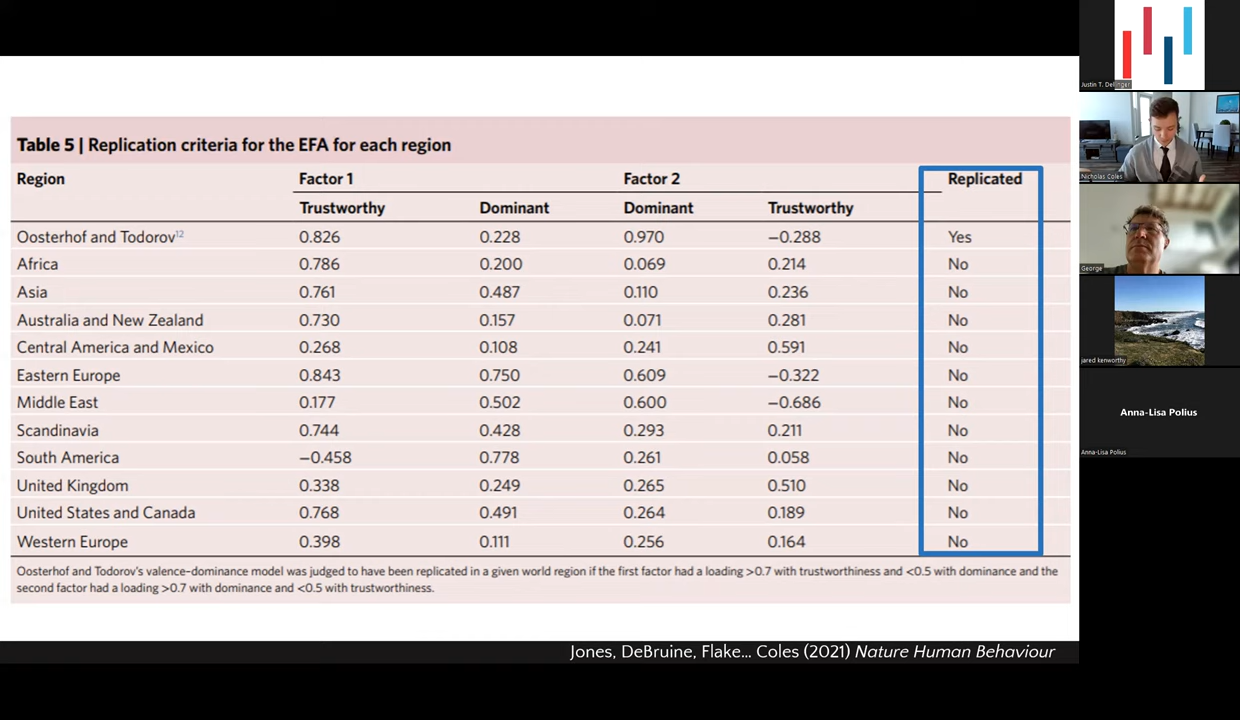 Table 5 | Replication criteria for the EFA for each region
Region Factor 1 Factor 2 Replicated
Trustworthy Dominant Dominant Trustworthy
Oosterhof and Todorov12 0.826 0.228 0.970 −0.288 Yes
Africa 0.786 0.200 0.069 0.214 No
Asia 0.761 0.487 0.110 0.236 No
Australia and New Zealand 0.730 0.157 0.071 0.281 No
Central America and Mexico 0.268 0.108 0.241 0.591 No
Eastern Europe 0.843 0.750 0.609 −0.322 No
Middle East 0.177 0.502 0.600 −0.686 No
Scandinavia 0.744 0.428 0.293 0.211 No
South America −0.458 0.778 0.261 0.058 No
United Kingdom 0.338 0.249 0.265 0.510 No
United States and Canada 0.768 0.491 0.264 0.189 No
Western Europe 0.398 0.111 0.256 0.164 No
Oosterhof and Todorov's valence–dominance model was judged to have been replicated in a given world region if the first factor had a loading >0.7 with trustworthiness and <0.5 with dominance and the
second factor had a loading >0.7 with dominance and <0.5 with trustworthiness.
Jones, DeBruine, Flake... Coles (2021) Nature Human Behaviour
Justin T. Dellinger
Nicholas Coles
George
jared kenworthy
Anna-Lisa Polius
Anna-Lisa Polius